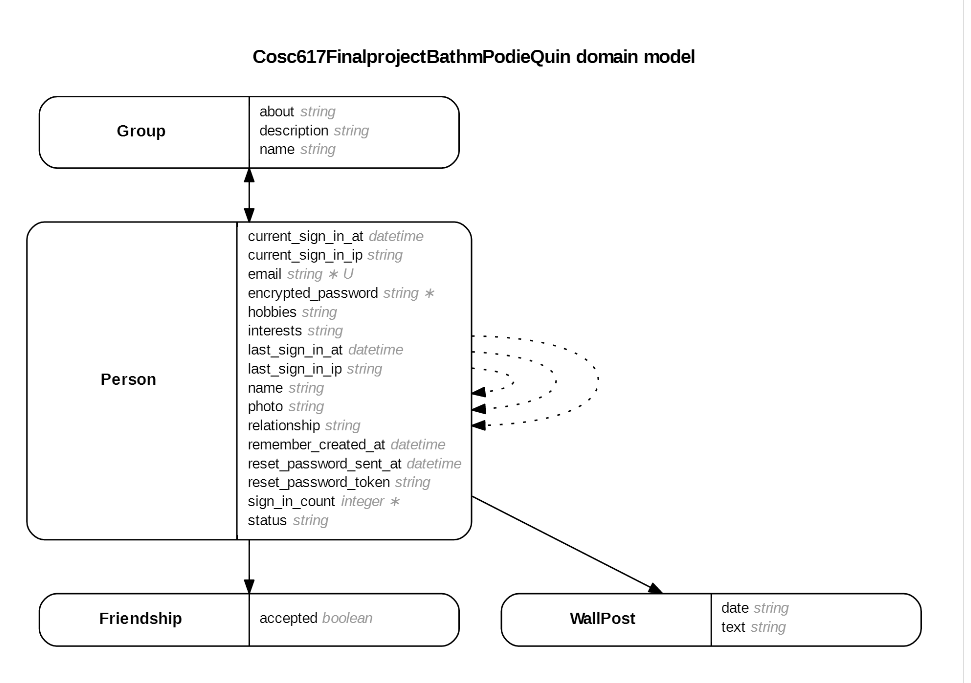 Cosc617FinalprojectBathmPodieQuin domain model
Group
about string
description string
name string
Person
current_sign_in_at datetime
current_sign_in_ip string
email string ∗ U
encrypted_password string ∗
hobbies string
interests string
last_sign_in_at datetime
last_sign_in_ip string
name string
photo string
relationship string
remember_created_at datetime
reset_password_sent_at datetime
reset_password_token string
sign_in_count integer ∗
status string
Friendship
accepted boolean
WallPost
date string
text string